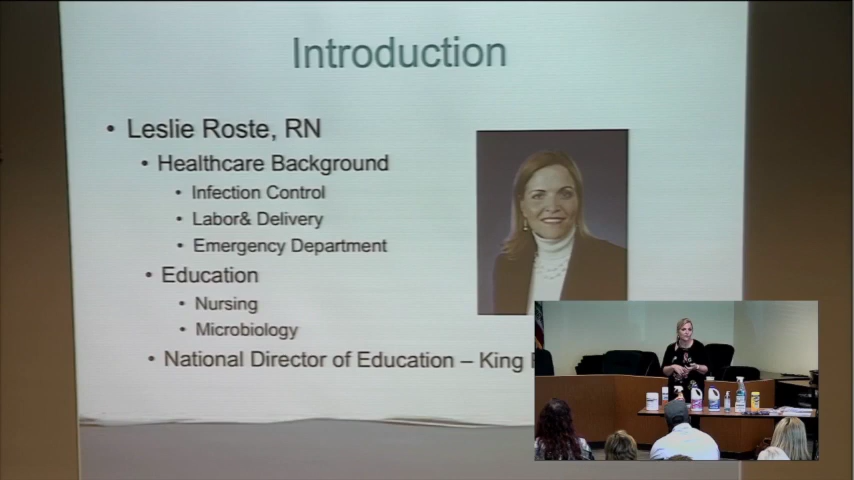 Introduction
• Leslie Roste, RN
• Healthcare Background
• Infection Control
• Labor& Delivery
• Emergency Department
• Education
• Nursing
• Microbiology
• National Director of Education – King